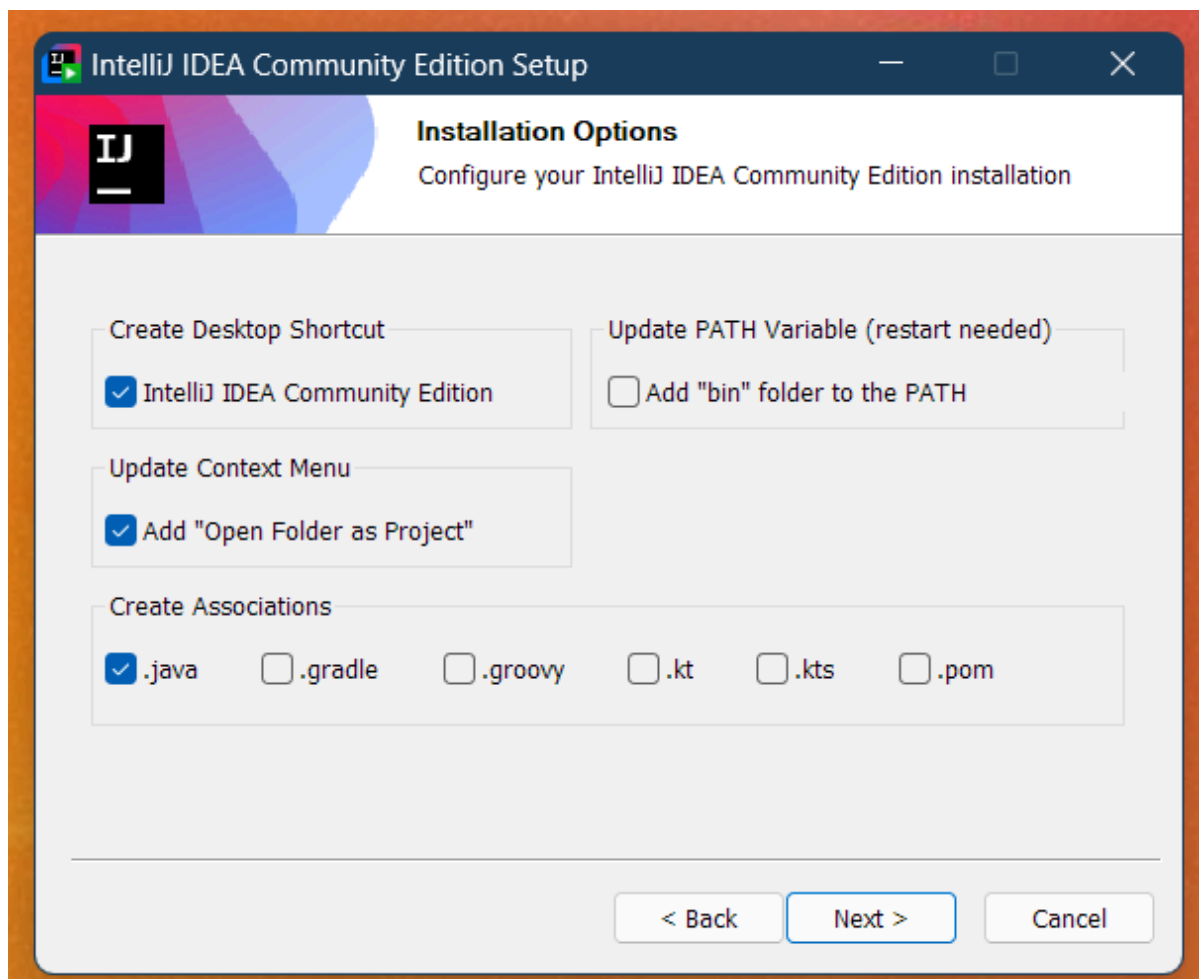 IntelliJ IDEA Community Edition Setup
IJ
Installation Options
Configure your IntelliJ IDEA Community Edition installation
Create Desktop Shortcut
IntelliJ IDEA Community Edition
Update PATH Variable (restart needed)
Add "bin" folder to the PATH
Update Context Menu
Add "Open Folder as Project"
Create Associations
.java .gradle .groovy .kt .kts .pom
< Back Next > Cancel